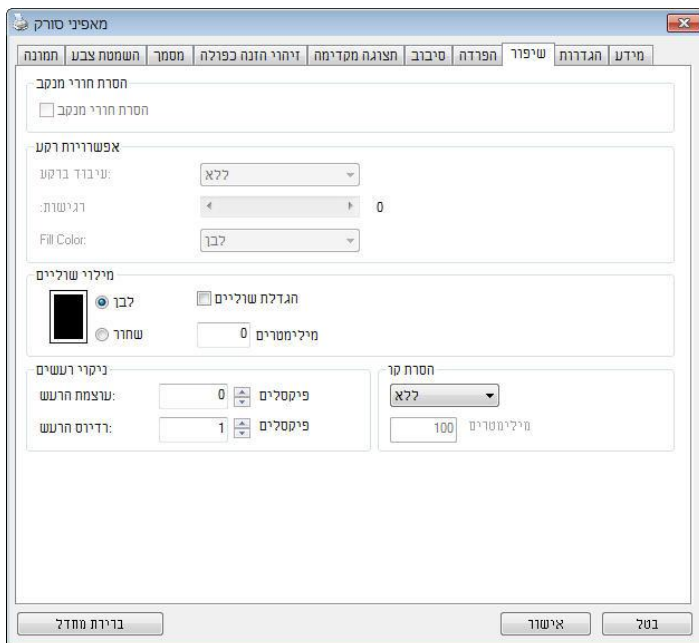 מאפיני סורק
תמונה השמטת צבע מסמך זיהוי הזנה כפולה תצוגה מקדימה סיבוב הפרדה שיפור הגדרות מידע
הסרת חורי מנקב
הסרת חורי מנקב
אפשרויות רקע
עיבוד ברקע: ללא
רגישות: 0
Fill Color: לבן
מילוי שוליים
לבן הגדלת שוליים
שחור 0 מילימטרים
ניקוי רעשים
עוצמת הרעש: 0 פיקסלים
רדיוס הרעש: 1 פיקסלים
הסרת קו
ללא
100 מילימטרים
ברירת מחדל אישור בטל